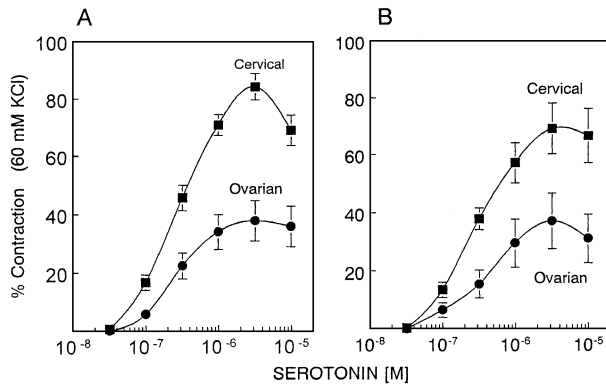 A
B
% Contraction (60 mM KCl)
100
80
60
40
20
Cervical
Ovarian
10-8
10-7
10-6
10-5
100
80
60
40
20
Cervical
Ovarian
10-8
10-7
10-6
10-5
SEROTONIN [M]